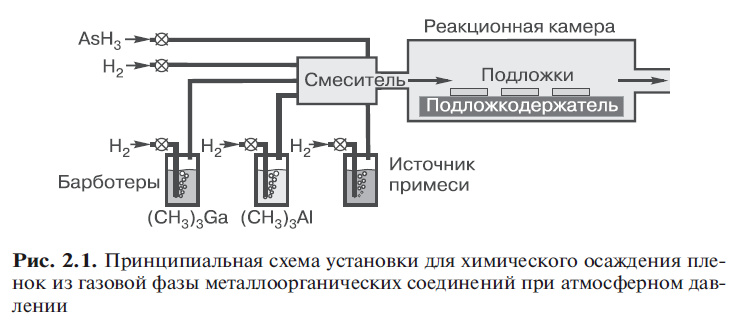 Реакционная камера
AsH₃
H₂
Смеситель
Подложки
Подложкодержатель
H₂
H₂
H₂
Барботеры
Источник
примеси
(CH₃)₃Ga
(CH₃)₃Al
Рис. 2.1. Принципиальная схема установки для химического осаждения пле-
нок из газовой фазы металлоорганических соединений при атмосферном дав-
лении